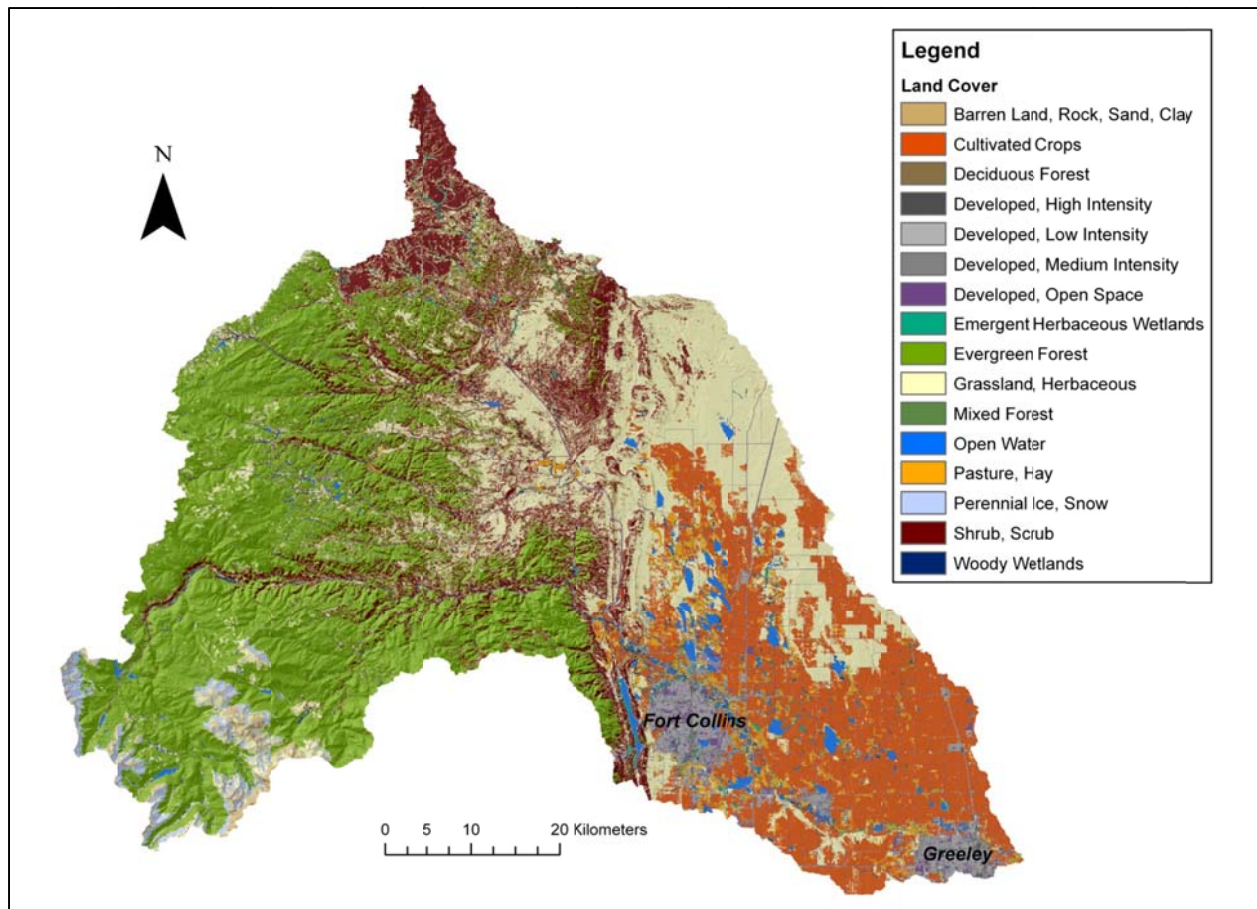 N
Legend
Land Cover
Barren Land, Rock, Sand, Clay
Cultivated Crops
Deciduous Forest
Developed, High Intensity
Developed, Low Intensity
Developed, Medium Intensity
Developed, Open Space
Emergent Herbaceous Wetlands
Evergreen Forest
Grassland, Herbaceous
Mixed Forest
Open Water
Pasture, Hay
Perennial Ice, Snow
Shrub, Scrub
Woody Wetlands
Fort Collins
0 5 10 20 Kilometers
Greeley